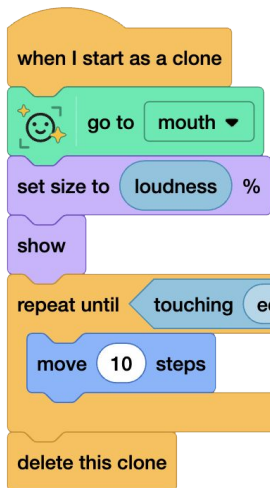 when I start as a clone
go to mouth
set size to loudness %
show
repeat until touching
move 10 steps
delete this clone